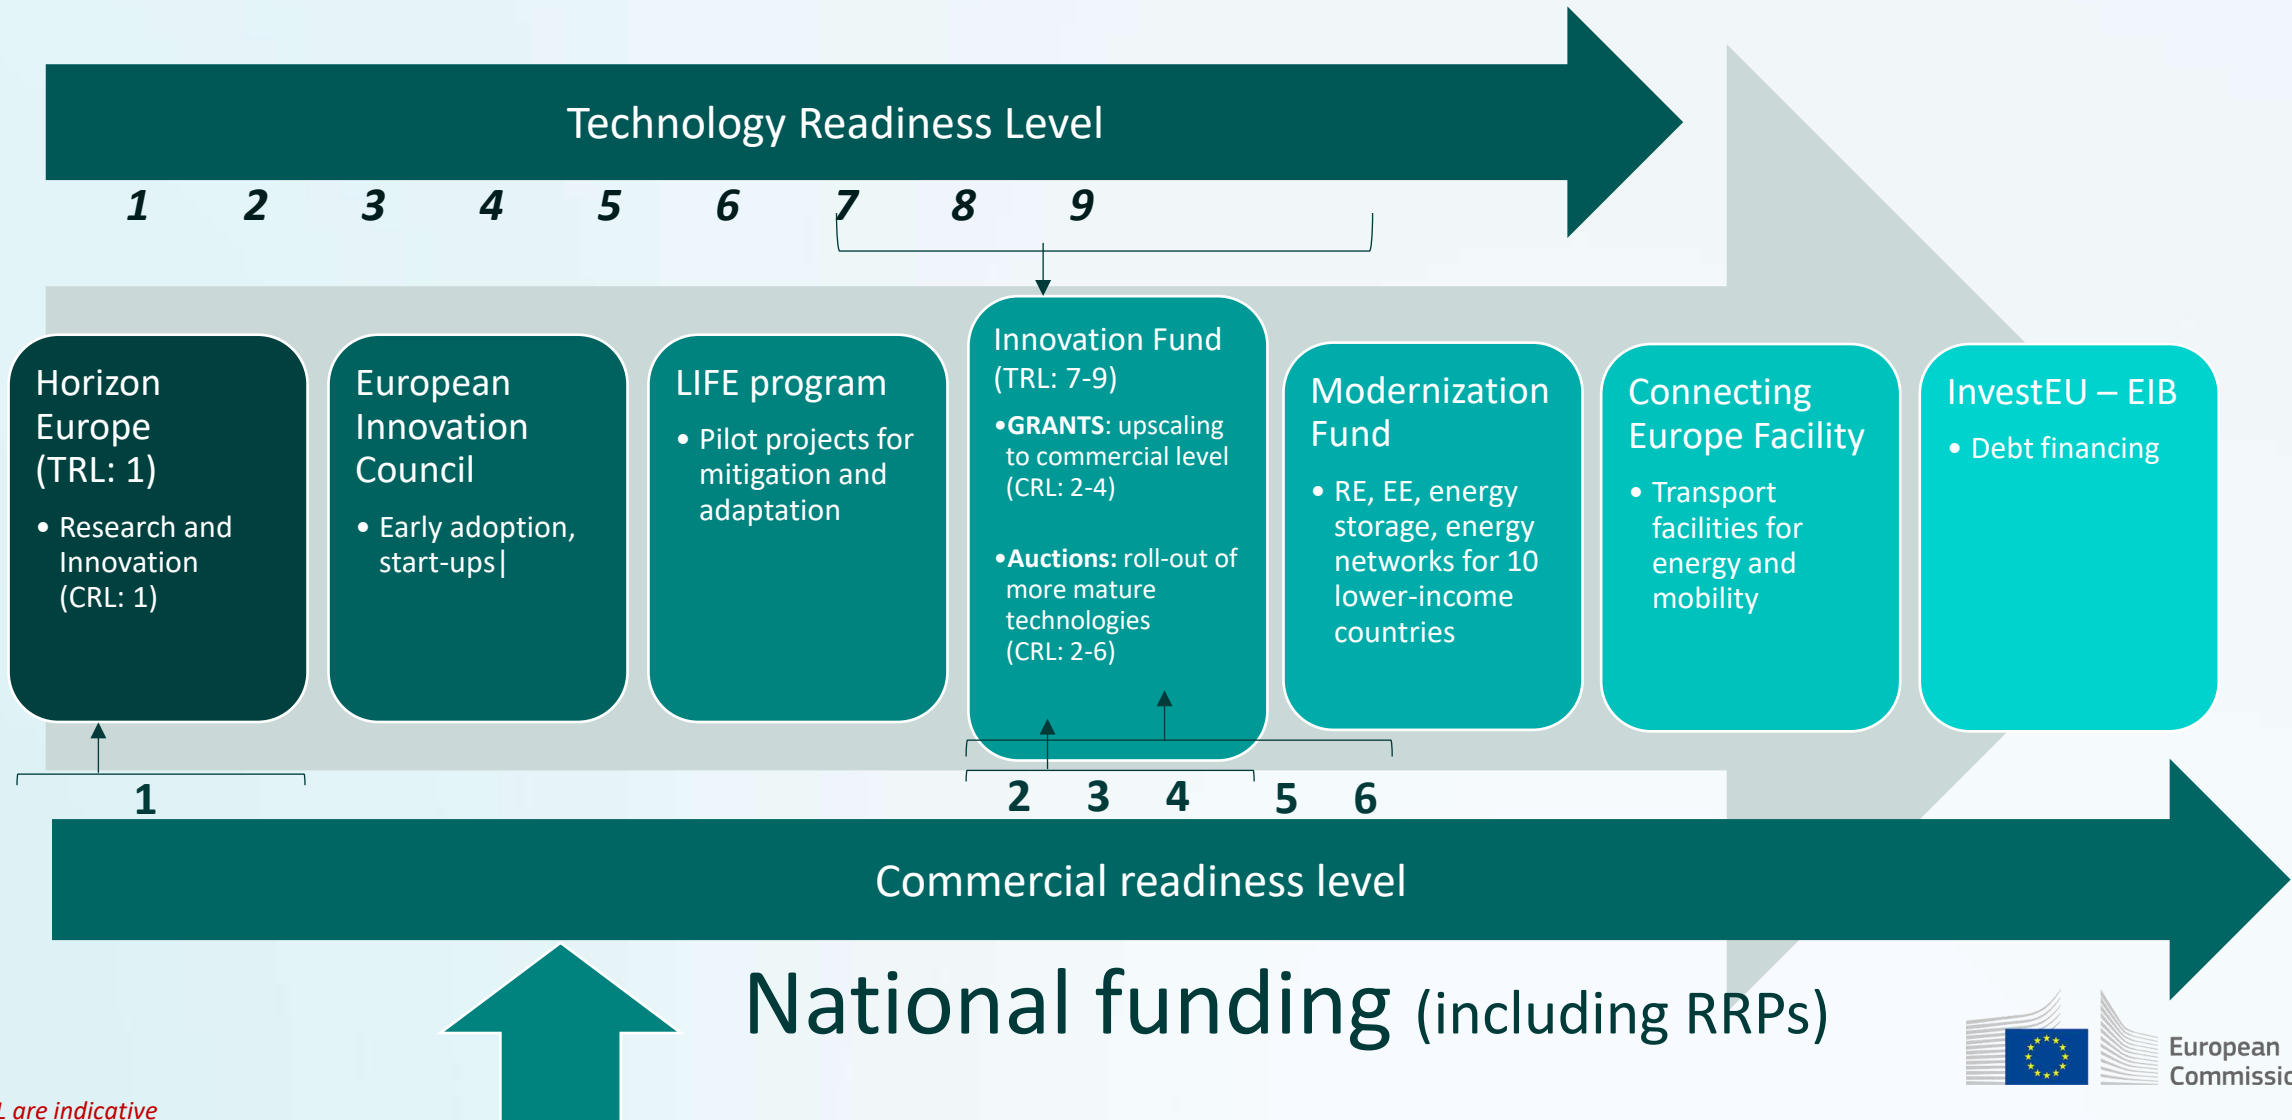 Technology Readiness Level
1 2 3 4 5 6 7 8 9
Horizon
Europe
(TRL: 1)
• Research and
Innovation
(CRL: 1)
European
Innovation
Council
• Early adoption,
start-ups|
LIFE program
• Pilot projects for
mitigation and
adaptation
Innovation Fund
(TRL: 7-9)
•GRANTS: upscaling
to commercial level
(CRL: 2-4)
•Auctions: roll-out of
more mature
technologies
(CRL: 2-6)
Modernization
Fund
• RE, EE, energy
storage, energy
networks for 10
lower-income
countries
Connecting
Europe Facility
• Transport
facilities for
energy and
mobility
InvestEU – EIB
• Debt financing
1 2 3 4 5 6
Commercial readiness level
National funding (including RRPs)
European
Commissio
L are indicative